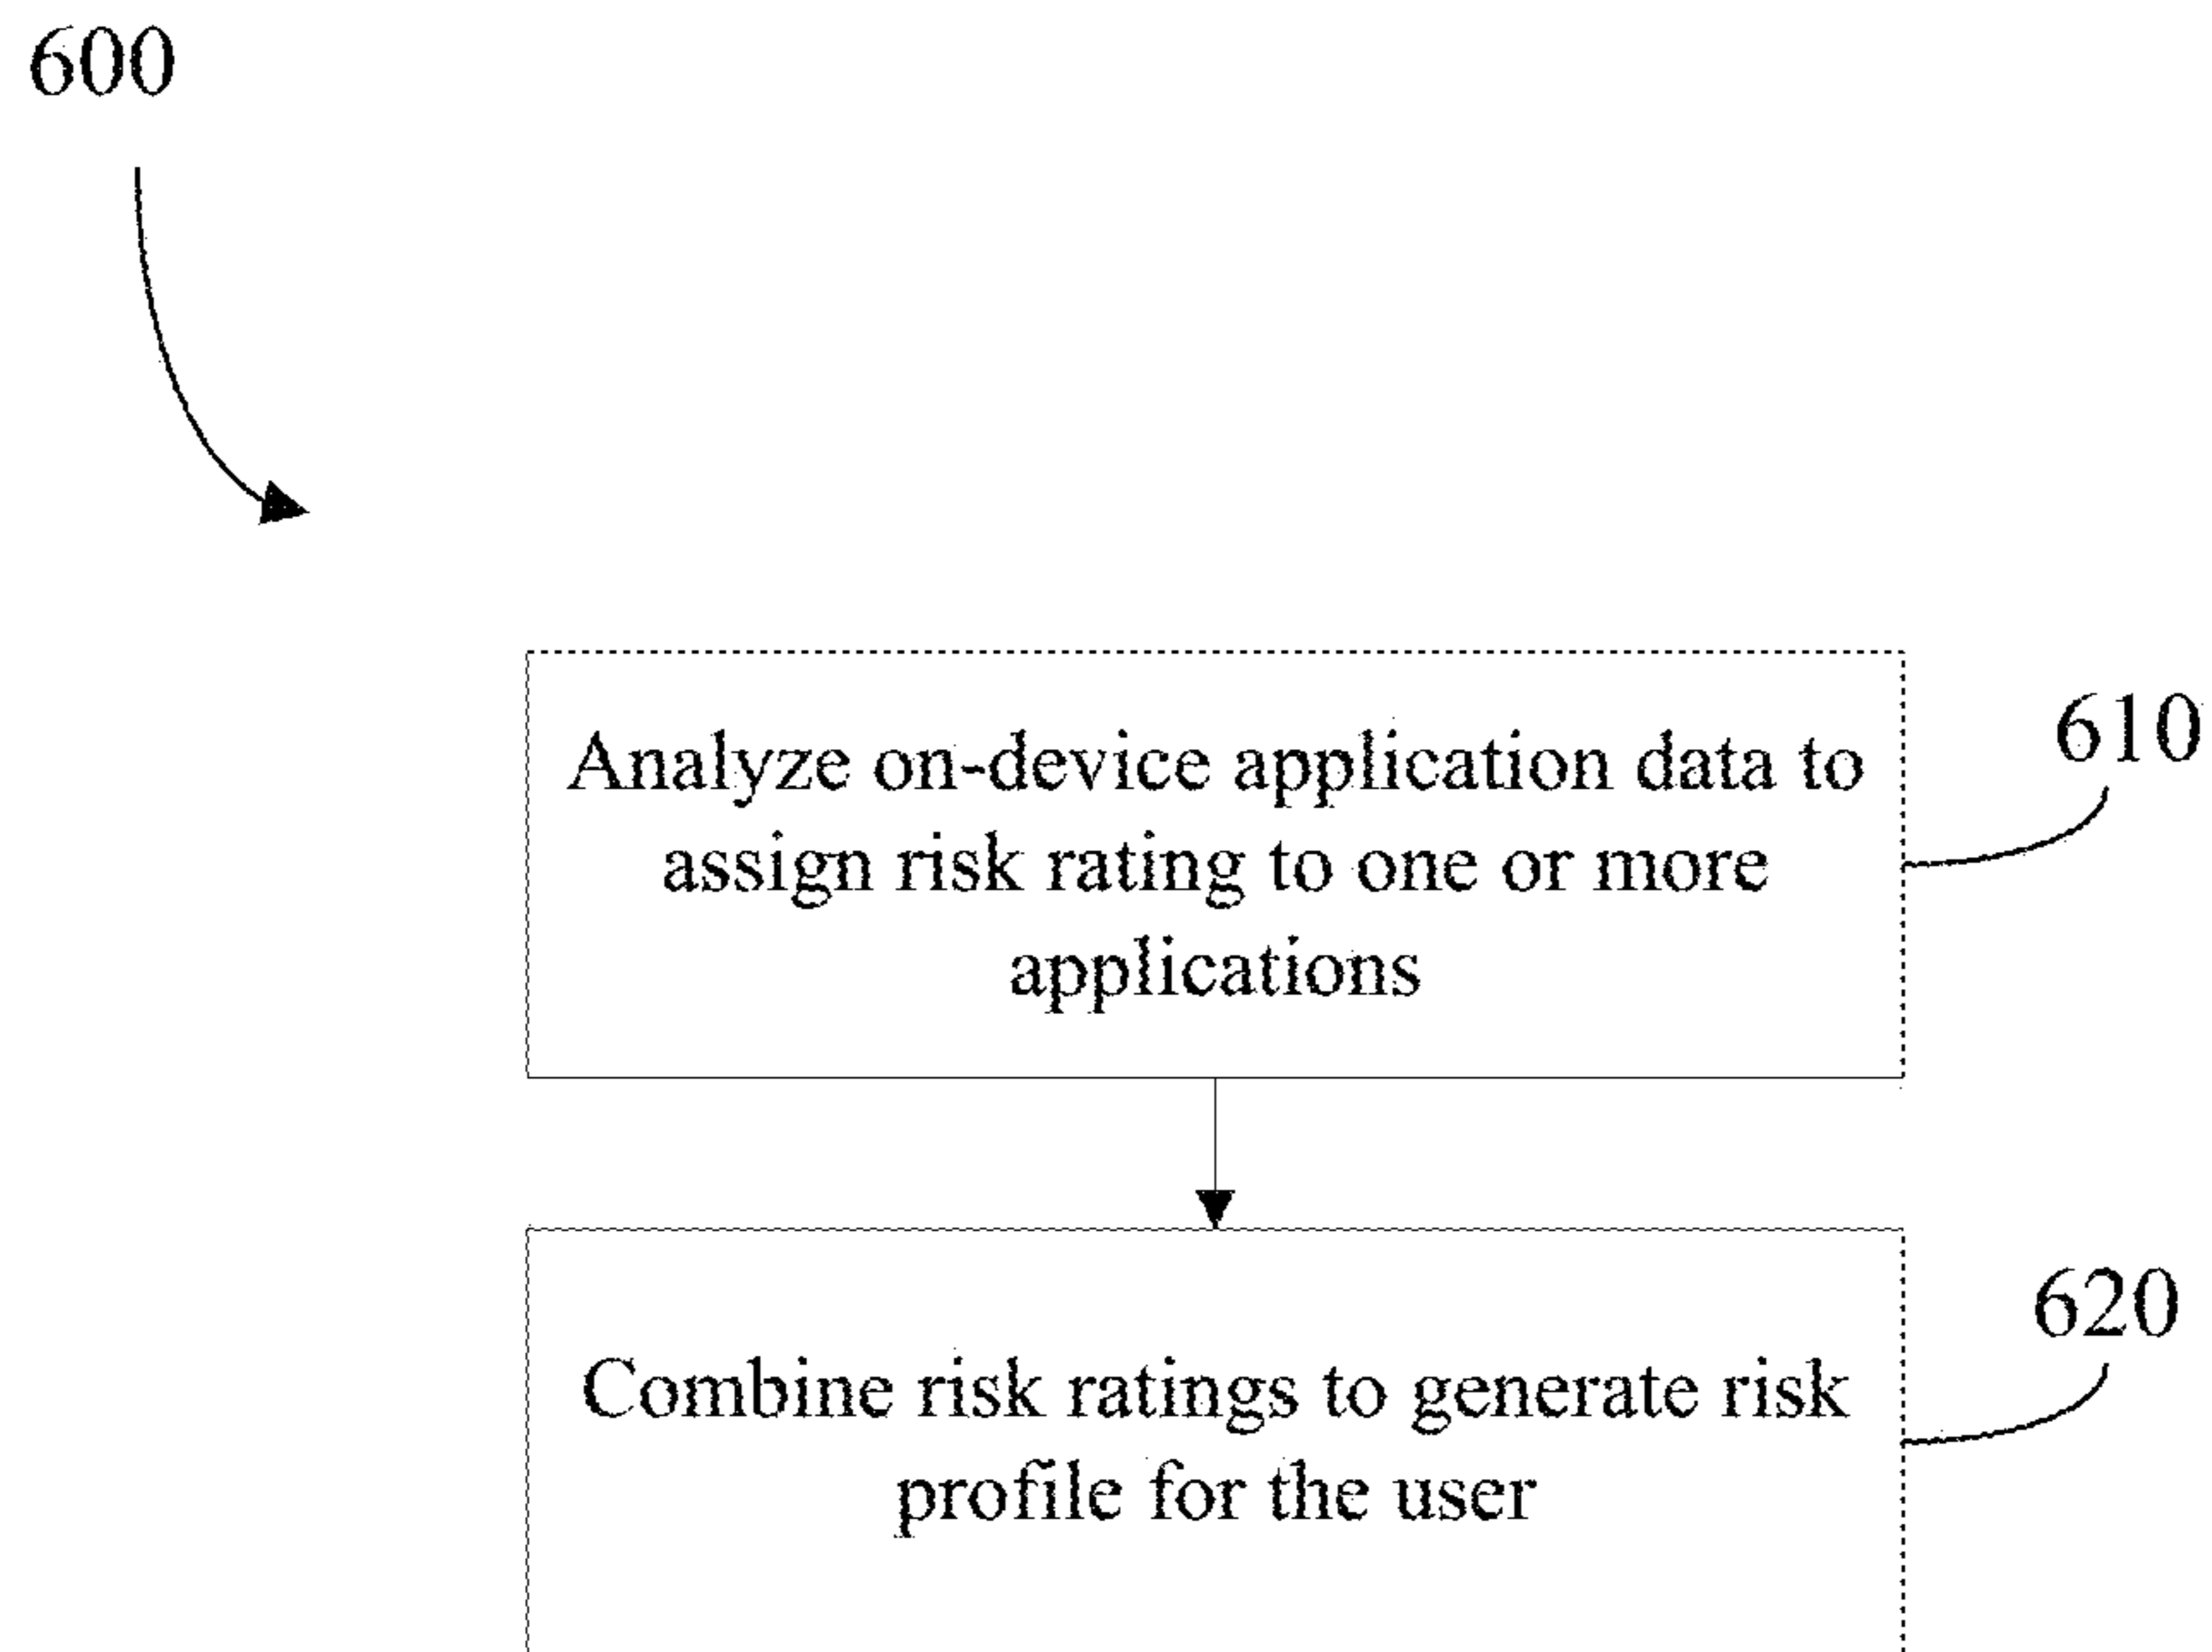 600
Analyze on-device application data to
assign risk rating to one or more
applications
610
Combine risk ratings to generate risk
profile for the user
620